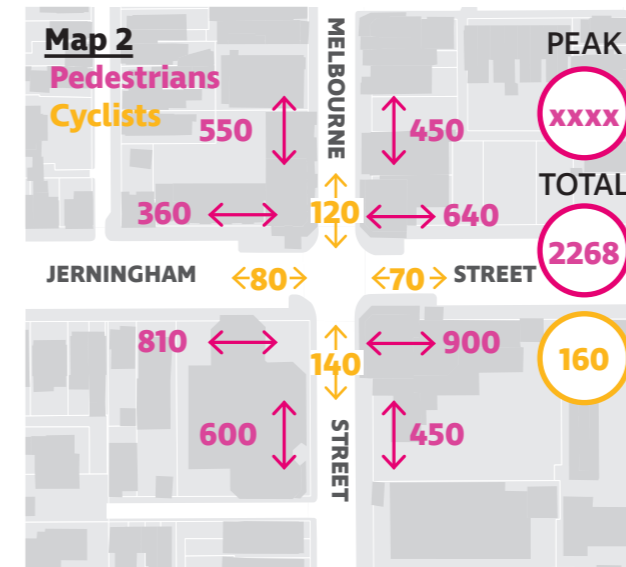 Map 2
Pedestrians
Cyclists
MELBOURNE
PEAK
xxxx
550
450
TOTAL
360
120
640
2268
JERNINGHAM
80
70
STREET
810
140
900
160
600
STREET
450